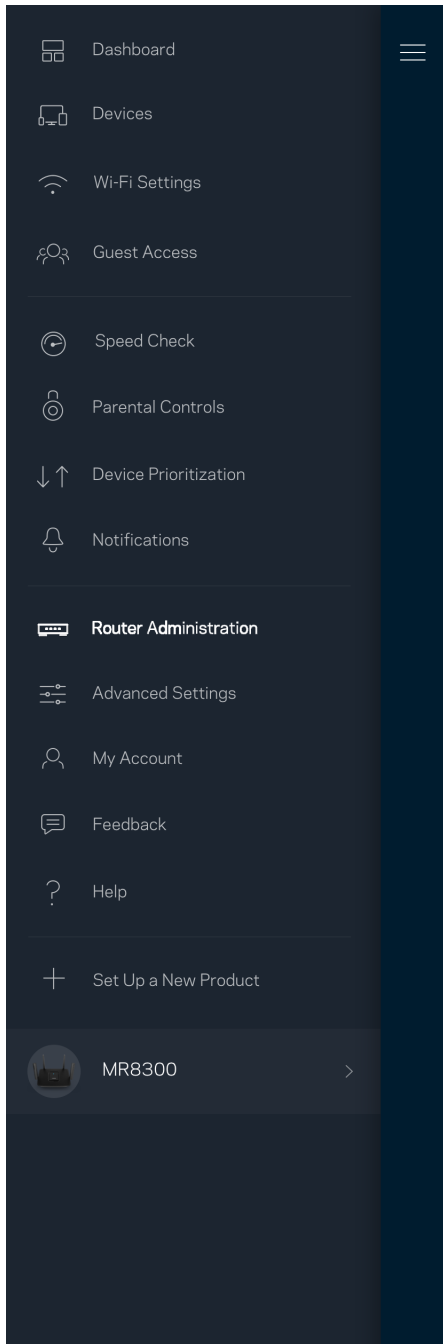 Dashboard
Devices
Wi-Fi Settings
Guest Access
Speed Check
Parental Controls
Device Prioritization
Notifications
Router Administration
Advanced Settings
My Account
Feedback
Help
Set Up a New Product
MR8300